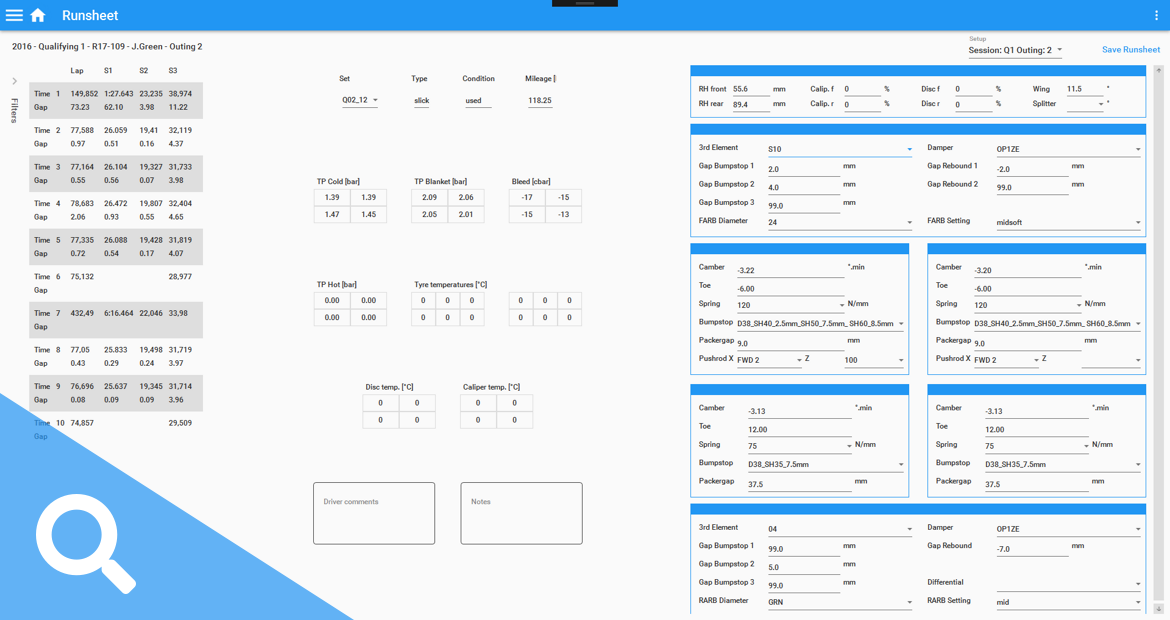 Runsheet
2016 - Qualifying 1 - R17-109 - J.Green - Outing 2
Setup
Session: Q1 Outing: 2
Save Runsheet
Filters
Lap S1 S2 S3
Time 1 149,852 1:27.643 23,235 38,974
Gap 73.23 62.10 3.98 11.22
Time 2 77,588 26.059 19,41 32,119
Gap 0.97 0.51 0.16 4.37
Time 3 77,164 26.104 19,327 31,733
Gap 0.55 0.56 0.07 3.98
Time 4 78,683 26.472 19,807 32,404
Gap 2.06 0.93 0.55 4.65
Time 5 77,335 26.088 19,428 31,819
Gap 0.72 0.54 0.17 4.07
Time 6 75,132 28,977
Gap
Time 7 432,49 6:16.464 22,046 33,98
Gap
Time 8 77,05 25.833 19,498 31,719
Gap 0.43 0.29 0.24 3.97
Time 9 76,696 25.637 19,345 31,714
Gap 0.08 0.09 0.09 3.96
Time 10 74,857 29,509
Gap
Set Type Condition Mileage [
Q02_12 slick used 118.25
TP Cold [bar] TP Blanket [bar] Bleed [cbar]
1.39 1.39 2.09 2.06 -17 -15
1.47 1.45 2.05 2.01 -15 -13
TP Hot [bar] Tyre temperatures [°C]
0.00 0.00 0 0 0 0 0 0
0.00 0.00 0 0 0 0 0 0
Disc temp. [°C] Caliper temp. [°C]
0 0 0 0
0 0 0 0
Driver comments Notes
RH front 55.6 mm Calip. f 0 % Disc f 0 % Wing 11.5 °
RH rear 89.4 mm Calip. r 0 % Disc r 0 % Splitter °
3rd Element S10 Damper OP1ZE
Gap Bumpstop 1 2.0 mm Gap Rebound 1 -2.0 mm
Gap Bumpstop 2 4.0 mm Gap Rebound 2 99.0 mm
Gap Bumpstop 3 99.0 mm
FARB Diameter 24 FARB Setting midsoft
Camber -3.22 °.min Camber -3.20 °.min
Toe -6.00 Toe -6.00
Spring 120 N/mm Spring 120 N/mm
Bumpstop D38_SH40_2.5mm_SH50_7.5mm_ SH60_8.5mm Bumpstop D38_SH40_2.5mm_SH50_7.5mm_ SH60_8.5mm
Packergap 9.0 mm Packergap 9.0 mm
Pushrod X FWD 2 Z 100 Pushrod X FWD 2 Z
Camber -3.13 °.min Camber -3.13 °.min
Toe 12.00 Toe 12.00
Spring 75 N/mm Spring 75 N/mm
Bumpstop D38_SH35_7.5mm Bumpstop D38_SH35_7.5mm
Packergap 37.5 mm Packergap 37.5 mm
3rd Element 04 Damper OP1ZE
Gap Bumpstop 1 99.0 mm Gap Rebound -7.0 mm
Gap Bumpstop 2 5.0 mm
Gap Bumpstop 3 99.0 mm Differential
RARB Diameter GRN RARB Setting mid